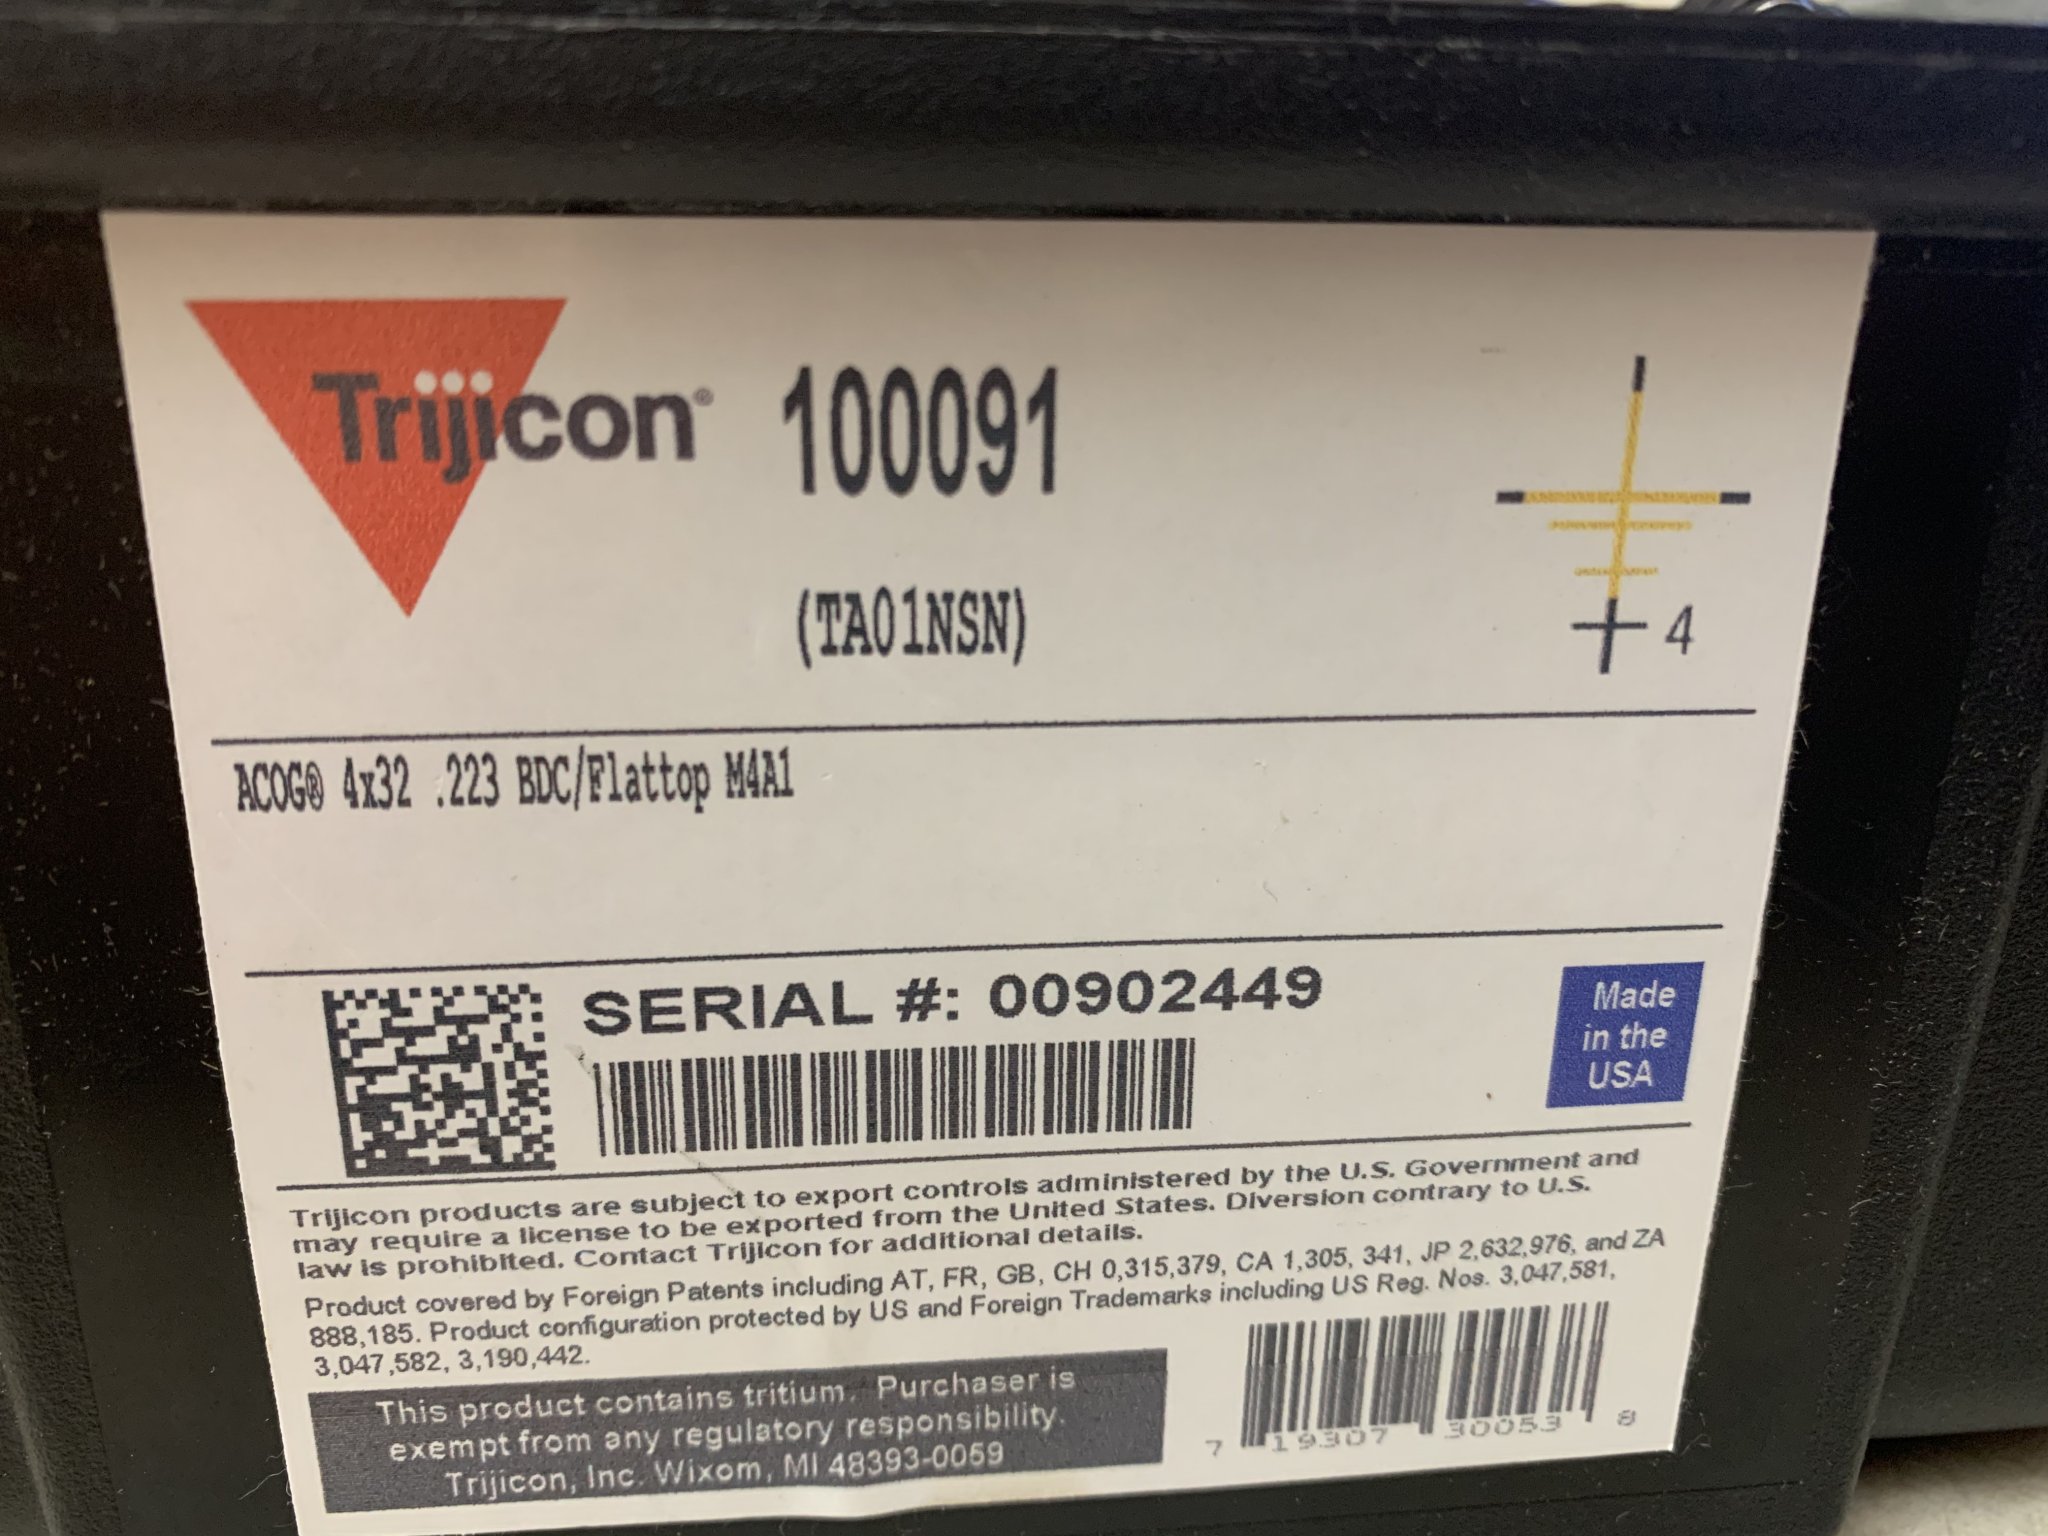 Trijicon® 100091
(TA01NSN)
4
ACOG® 4x32 .223 BDC/Flattop M4A1
SERIAL #: 00902449
Made
in the
USA
Trijicon products are subject to export controls administered by the U.S. Government and
may require a license to be exported from the United States. Diversion contrary to U.S.
law is prohibited. Contact Trijicon for additional details.
Product covered by Foreign Patents including AT, FR, GB, CH 0,315,379, CA 1,305, 341, JP 2,632,976, and ZA
888,185. Product configuration protected by US and Foreign Trademarks including US Reg. Nos. 3,047,581,
3,047,582, 3,190,442.
This product contains tritium. Purchaser is
exempt from any regulatory responsibility.
Trijicon, Inc. Wixom, MI 48393-0059
7 19307 30053 8